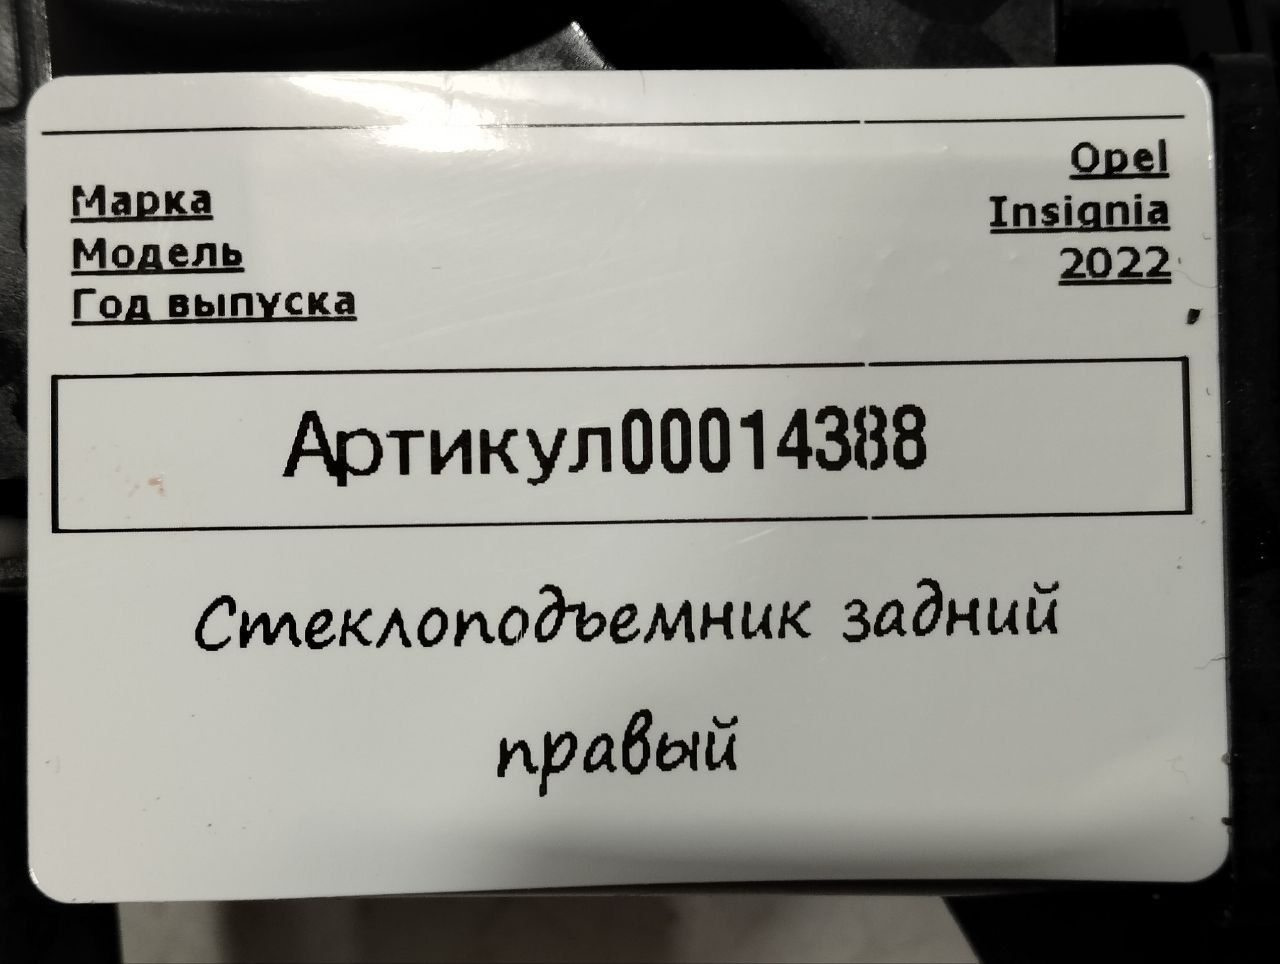 Марка Opel
Модель Insignia
Год выпуска 2022
Артикул00014388
Стеклоподъемник задний
правый